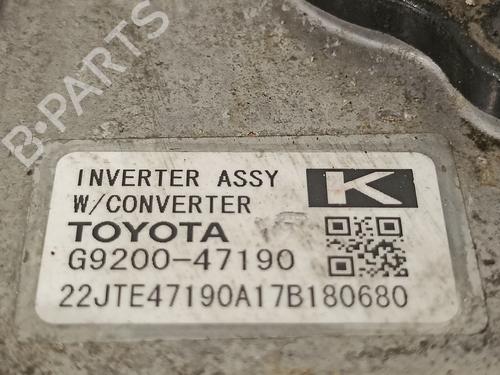 B-PARTS
INVERTER ASSY
K
W/CONVERTER
TOYOTA
G9200-47190
22JTE47190A17B180680